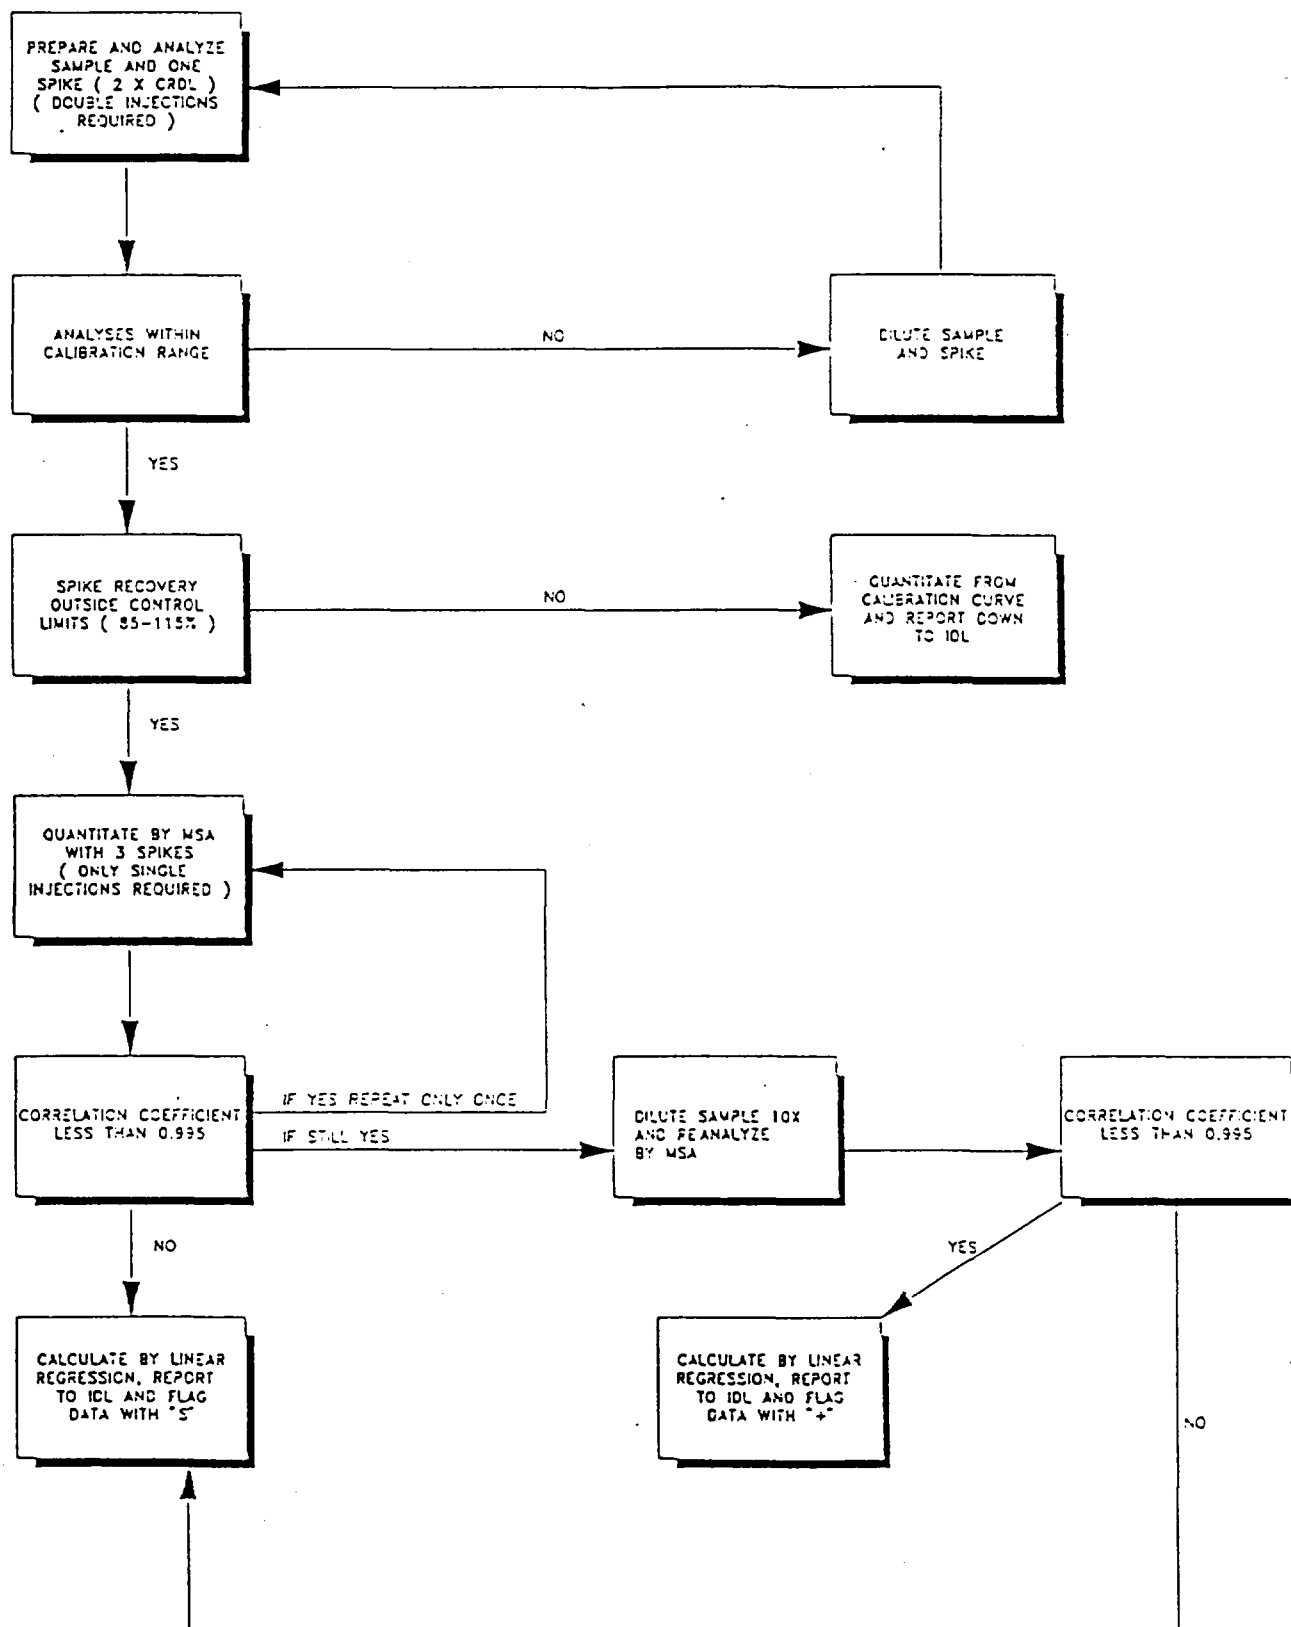 PREPARE AND ANALYZE
SAMPLE AND ONE
SPIKE ( 2 X CRDL )
( DOUBLE INJECTIONS
REQUIRED )
ANALYSES WITHIN
CALIBRATION RANGE
NO
DILUTE SAMPLE
AND SPIKE
YES
SPIKE RECOVERY
OUTSIDE CONTROL
LIMITS ( 85-115% )
NO
QUANTITATE FROM
CALIBRATION CURVE
AND REPORT DOWN
TO IDL
YES
QUANTITATE BY MSA
WITH 3 SPIKES
( ONLY SINGLE
INJECTIONS REQUIRED )
CORRELATION COEFFICIENT
LESS THAN 0.995
IF YES REPEAT ONLY ONCE
IF STILL YES
DILUTE SAMPLE 10X
AND REANALYZE
BY MSA
CORRELATION COEFFICIENT
LESS THAN 0.995
NO
YES
CALCULATE BY LINEAR
REGRESSION, REPORT
TO IDL AND FLAG
DATA WITH "S"
CALCULATE BY LINEAR
REGRESSION, REPORT
TO IDL AND FLAG
DATA WITH "+"
NO